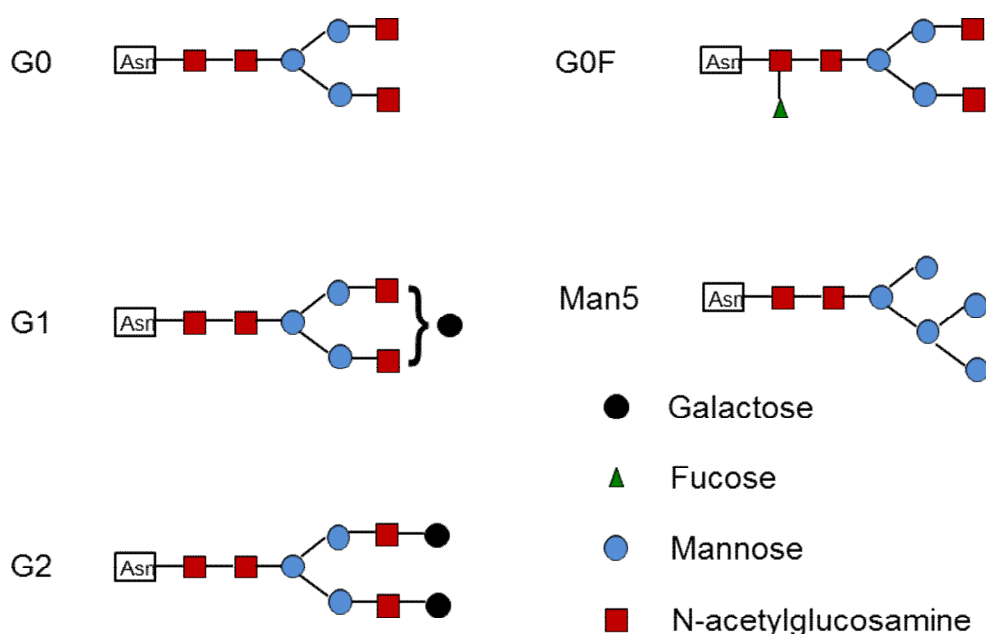 G0
Asn
G0F
Asn
G1
Asn
Man5
Asn
Galactose
Fucose
G2
Asn
Mannose
N-acetylglucosamine